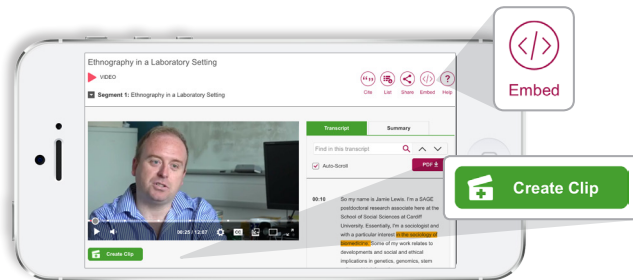 Ethnography in a Laboratory Setting
VIDEO
Segment 1: Ethnography in a Laboratory Setting
Cite
List
Share
Embed
Help
Embed
Transcript
Summary
Find in this transcript
Auto-Scroll
PDF
00:10
So my name is Jamie Lewis. I'm a SAGE
postdoctoral research associate here at the
School of Social Sciences at Cardiff
University. Essentially, I'm a sociologist and
with a particular interest in the sociology of
biomedicine. Some of my work relates to
developments and social and ethical
implications in genetics, genomics, stem
00:25 / 12:07
CC
Create Clip
Create Clip